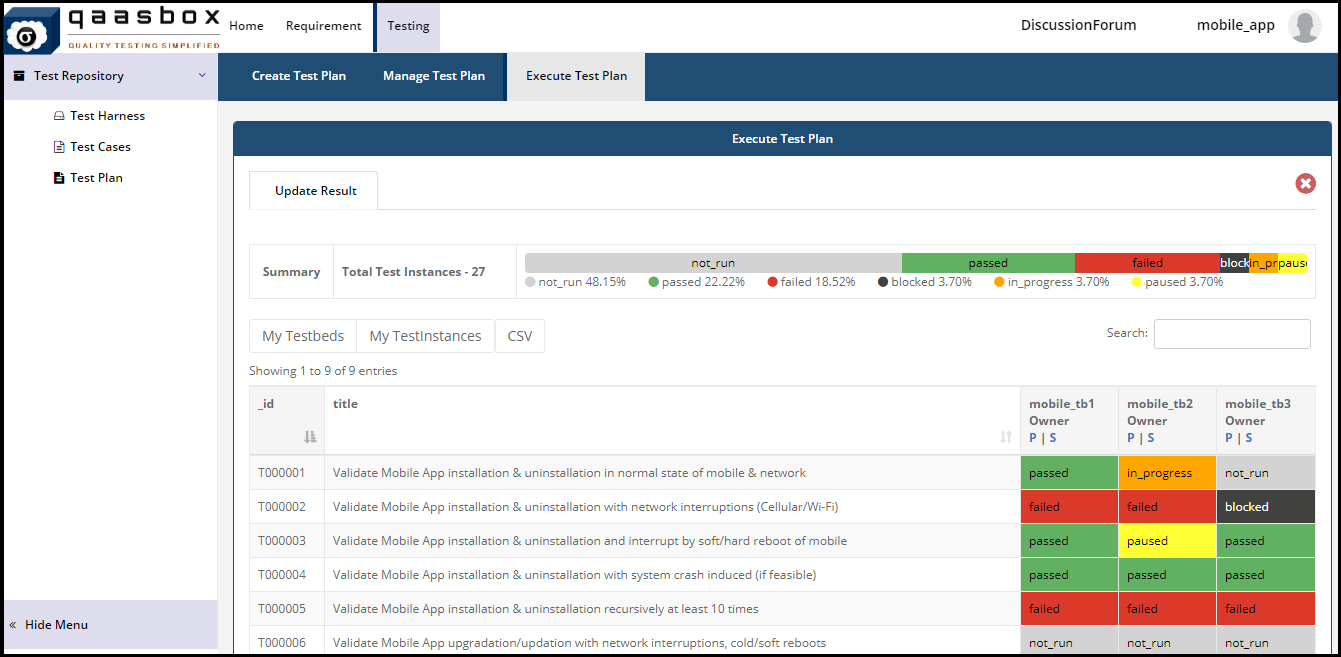 qaasbox
QUALITY TESTING SIMPLIFIED
Home Requirement Testing DiscussionForum mobile_app
Test Repository
Create Test Plan Manage Test Plan Execute Test Plan
Test Harness
Test Cases
Test Plan
Hide Menu
Execute Test Plan
Update Result
Summary Total Test Instances - 27
not_run passed failed block in_pr paus
not_run 48.15% passed 22.22% failed 18.52% blocked 3.70% in_progress 3.70% paused 3.70%
My Testbeds My TestInstances CSV Search:
Showing 1 to 9 of 9 entries
_id title mobile_tb1 mobile_tb2 mobile_tb3
Owner Owner Owner
P | S P | S P | S
T000001 Validate Mobile App installation & uninstallation in normal state of mobile & network passed in_progress not_run
T000002 Validate Mobile App installation & uninstallation with network interruptions (Cellular/Wi-Fi) failed failed blocked
T000003 Validate Mobile App installation & uninstallation and interrupt by soft/hard reboot of mobile passed paused passed
T000004 Validate Mobile App installation & uninstallation with system crash induced (if feasible) passed passed passed
T000005 Validate Mobile App installation & uninstallation recursively at least 10 times failed failed failed
T000006 Validate Mobile App upgradation/updation with network interruptions, cold/soft reboots not_run not_run not_run